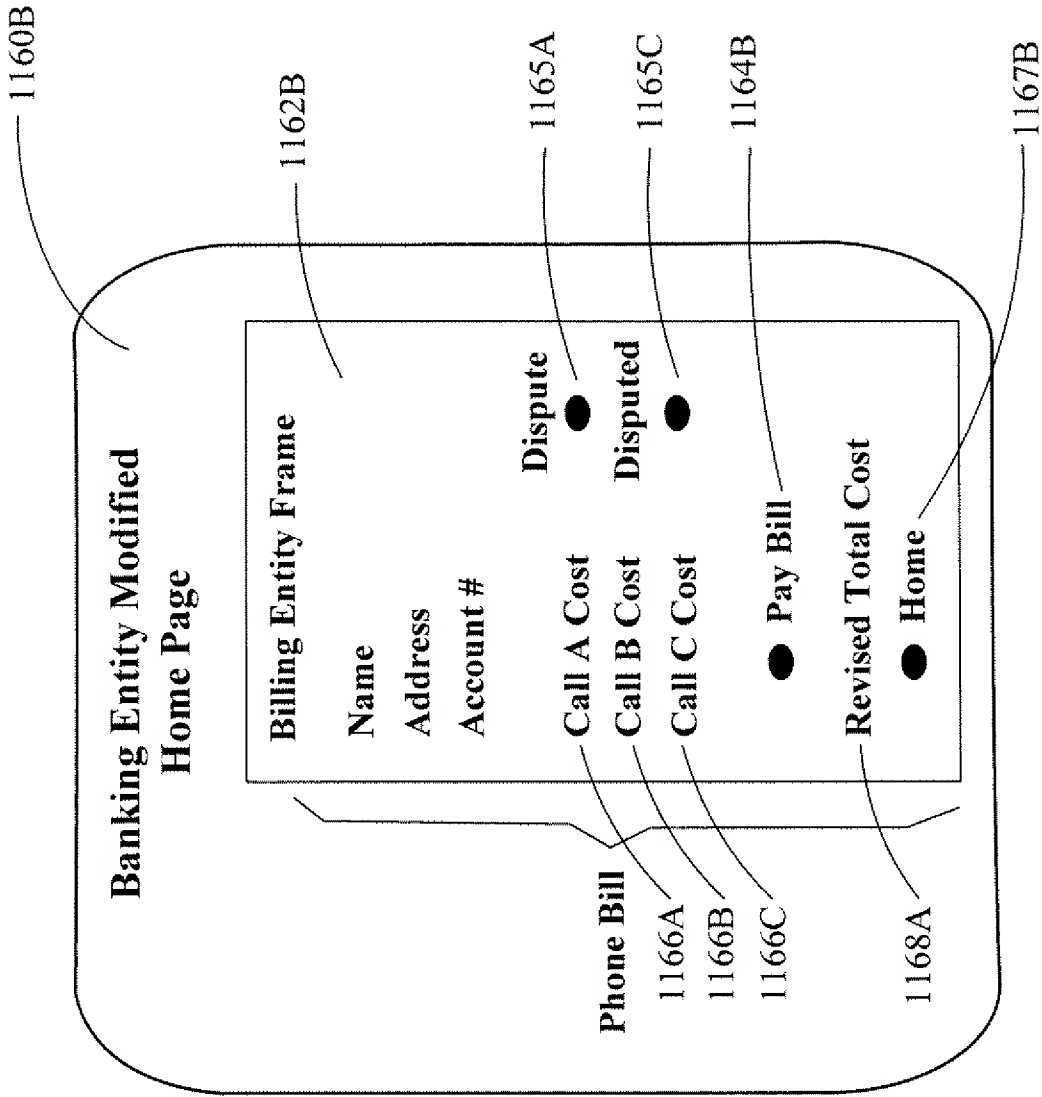 1160B
Banking Entity Modified
Home Page
1162B
Billing Entity Frame
Name
Address
Account #
Dispute
1165A
Call A Cost
Call B Cost
Disputed
Call C Cost
1165C
Pay Bill
1164B
Revised Total Cost
Home
1167B
Phone Bill
1166A
1166B
1166C
1168A